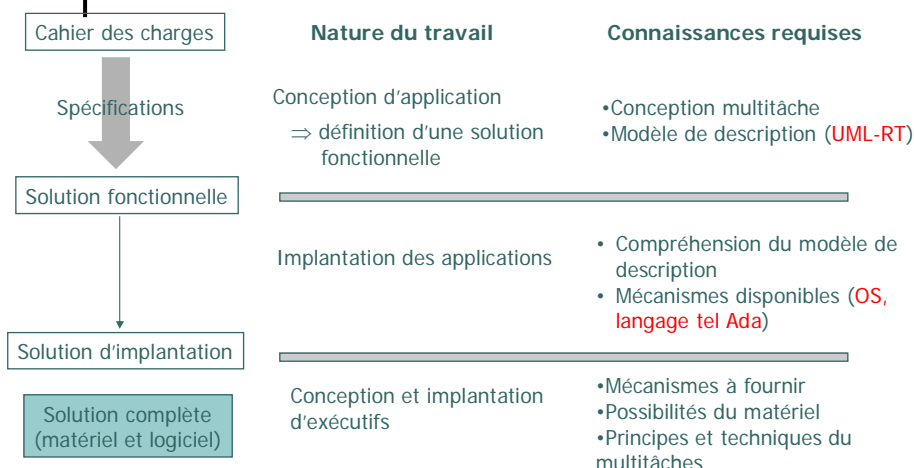 Cahier des charges
Nature du travail
Connaissances requises
Spécifications
Conception d'application
⇒ définition d'une solution
fonctionnelle
•Conception multitâche
•Modèle de description (UML-RT)
Solution fonctionnelle
Implantation des applications
• Compréhension du modèle de
description
• Mécanismes disponibles (OS,
langage tel Ada)
Solution d'implantation
Solution complète
(matériel et logiciel)
Conception et implantation
d'exécutifs
•Mécanismes à fournir
•Possibilités du matériel
•Principes et techniques du
multitâches